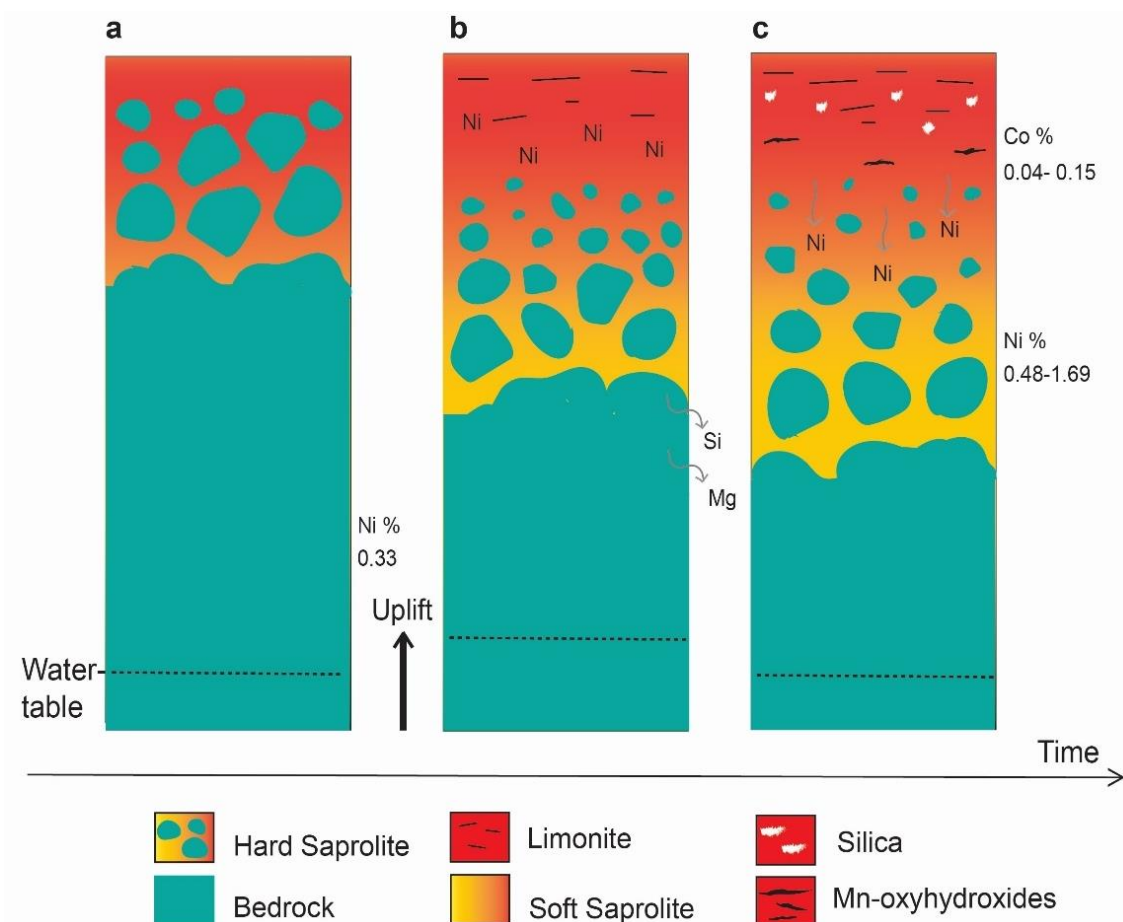 a
b
c
Ni
Ni
Ni
Ni
Co %
0.04- 0.15
Ni
Ni
Ni
Ni %
0.48-1.69
Si
Mg
Ni %
0.33
Uplift
Water-
table
Time
Hard Saprolite
Limonite
Silica
Bedrock
Soft Saprolite
Mn-oxyhydroxides